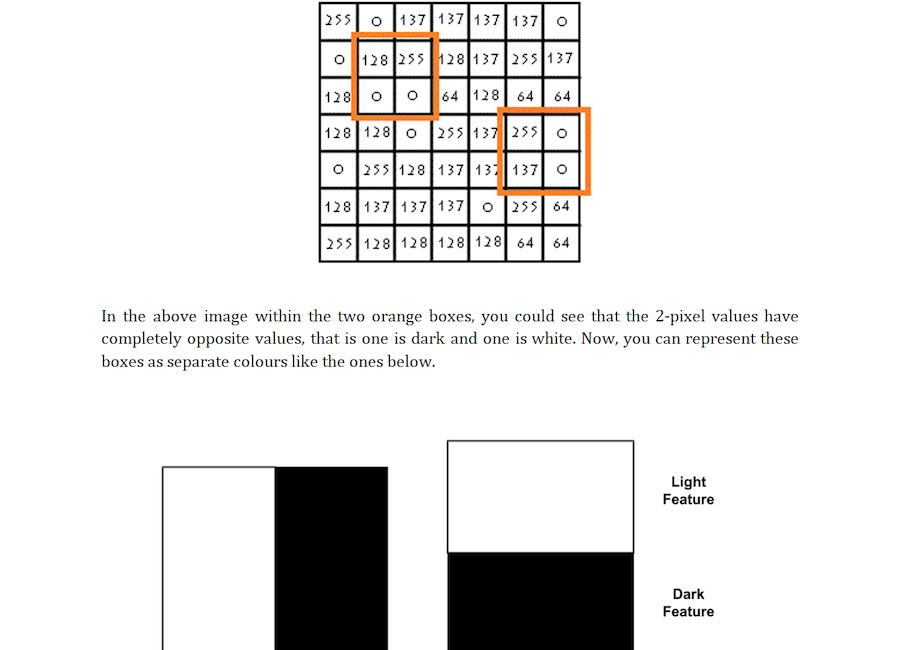 255 0 137 137 137 137 0
0 128 255 128 137 255 137
128 0 0 64 128 64 64
128 128 0 255 137 255 0
0 255 128 137 137 137 0
128 137 137 137 0 255 64
255 128 128 128 128 64 64
In the above image within the two orange boxes, you could see that the 2-pixel values have
completely opposite values, that is one is dark and one is white. Now, you can represent these
boxes as separate colours like the ones below.
Light
Feature
Dark
Feature